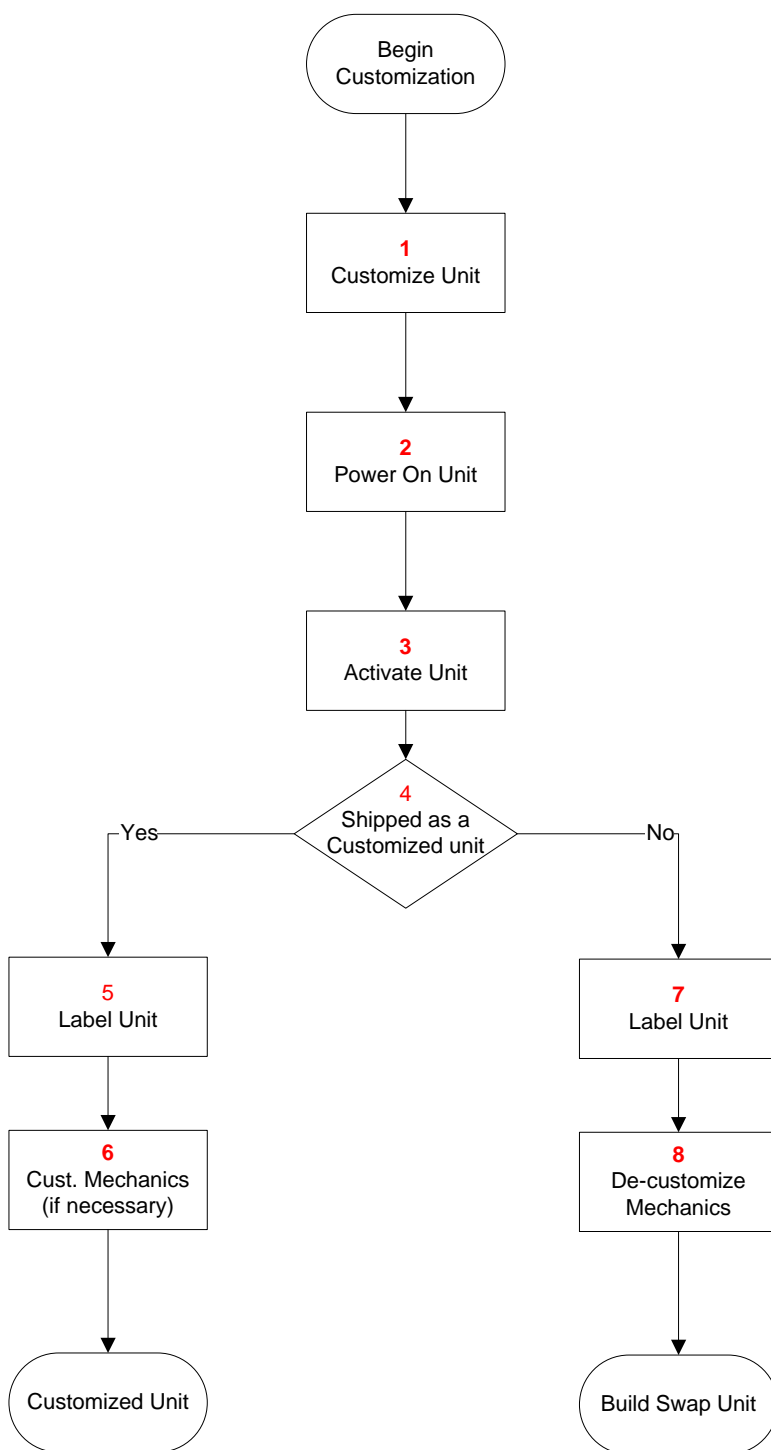 Begin
Customization
1
Customize Unit
2
Power On Unit
3
Activate Unit
4
Shipped as a
Customized unit
Yes
No
5
Label Unit
7
Label Unit
6
Cust. Mechanics
(if necessary)
8
De-customize
Mechanics
Customized Unit
Build Swap Unit